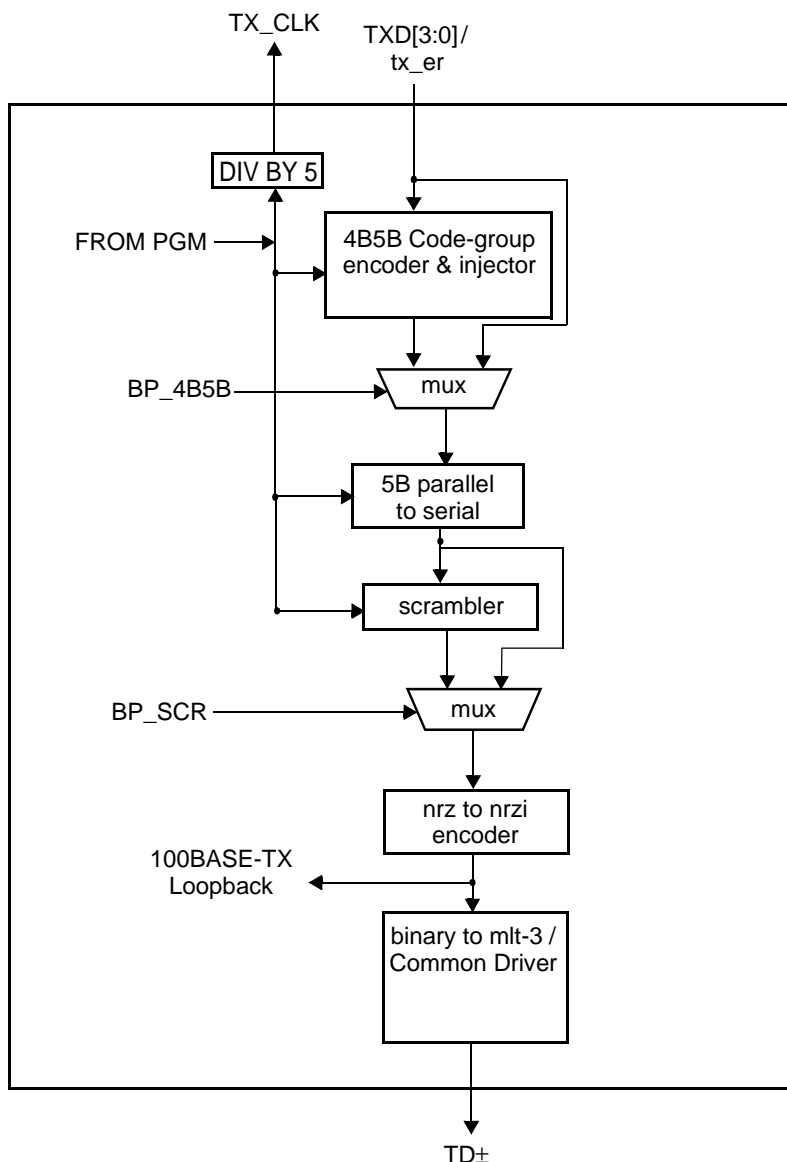 TX_CLK
TXD[3:0]/
tx_er
DIV BY 5
FROM PGM
4B5B Code-group
encoder & injector
BP_4B5B
mux
5B parallel
to serial
scrambler
BP_SCR
mux
nrz to nrzi
encoder
100BASE-TX
Loopback
binary to mlt-3 /
Common Driver
TD±